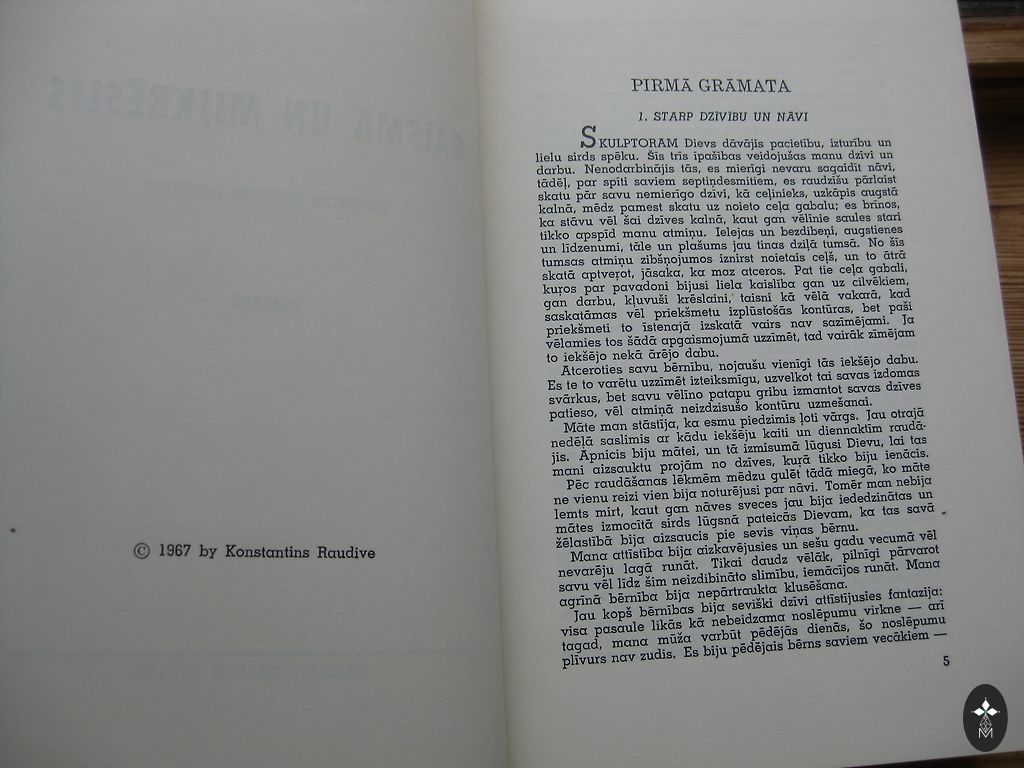 © 1967 by Konstantins Raudive
PIRMĀ GRĀMATA
1. STARP DZĪVĪBU UN NĀVI
SKULPTORAM Dievs dāvājis pacietību, izturību un
lielu sirds spēku. Šīs trīs īpašības veidojušas manu dzīvi un
darbu. Nenodarbinājis tās, es mierīgi nevaru sagaidīt nāvi,
tādēļ, par spīti saviem septiņdesmitiem, es raudzīšu pārlaist
skatu pār savu nemierīgo dzīvi, kā ceļinieks, uzkāpis augstā
kalnā, mēdz pamest skatu uz noieto ceļa gabalu; es brīnos,
ka stāvu vēl šai dzīves kalnā, kaut gan vēlīnie saules stari
tikko apspīd manu atmiņu. Ielejas un bezdibeņi, augstienes
un līdzenumi, tāle un plašums jau tinas dziļā tumsā. No šīs
tumsas atmiņu zibšņojumos iznirst noietais ceļš, un to ātrā
skatā aptveŗot, jāsaka, ka maz atceros. Pat tie ceļa gabali,
kuŗos par pavadoni bijusi liela kaislība gan uz cilvēkiem,
gan darbu, kļuvuši krēslaini, taisni kā vēlā vakarā, kad
saskatāmas vēl priekšmetu izplūstošās kontūras, bet paši
priekšmeti to īstenajā izskatā vairs nav sazīmējami. Ja
vēlamies tos šādā apgaismojumā uzzīmēt, tad vairāk zīmējam
to iekšējo nekā ārējo dabu.
Atceroties savu bērnību, nojaušu vienīgi tās iekšējo dabu.
Es te to varētu uzzīmēt izteiksmīgu, uzvelkot tai savas izdomas
svārkus, bet savu vēlīno patapu gribu izmantot savas dzīves
patieso, vēl atmiņā neizdzisušo kontūru uzmešanai.
Māte man stāstīja, ka esmu piedzimis ļoti vārgs. Jau otrajā
nedēļā saslimis ar kādu iekšēju kaiti un diennaktīm raudā-
jis. Apnicis biju mātei, un tā izmisumā lūgusi Dievu, lai tas
mani aizsauktu projām no dzīves, kuŗā tikko biju ienācis.
Pēc raudāšanas lēkmēm mēdzu gulēt tādā miegā, ko māte
ne vienu reizi vien bija noturējusi par nāvi. Tomēr man nebija
lemts mirt, kaut gan nāves sveces jau bija iededzinātas un
mātes izmocītā sirds lūgsnā pateicās Dievam, ka tas savā
žēlastībā bija aizsaucis pie sevis viņas bērnu.
Mana attīstība bija aizkavējusies un sešu gadu vecumā vēl
nevarēju lagā runāt. Tikai daudz vēlāk, pilnīgi pārvarot
savu vēl līdz šim neizdibināto slimību, iemācījos runāt. Mana
agrīnā bērnība bija nepārtraukta klusēšana.
Jau kopš bērnības bija sevišķi dzīvi attīstījusies fantazija:
visa pasaule likās kā nebeidzama noslēpumu virkne — arī
tagad, mana mūža varbūt pēdējās dienās, šo noslēpumu
plīvurs nav zudis. Es biju pēdējais bērns saviem vecākiem —
5
M